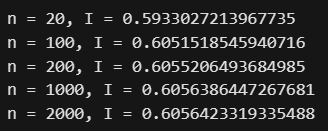 n = 20, I = 0.5933027213967735
n = 100, I = 0.6051518545940716
n = 200, I = 0.6055206493684985
n = 1000, I = 0.6056386447267681
n = 2000, I = 0.6056423319335488